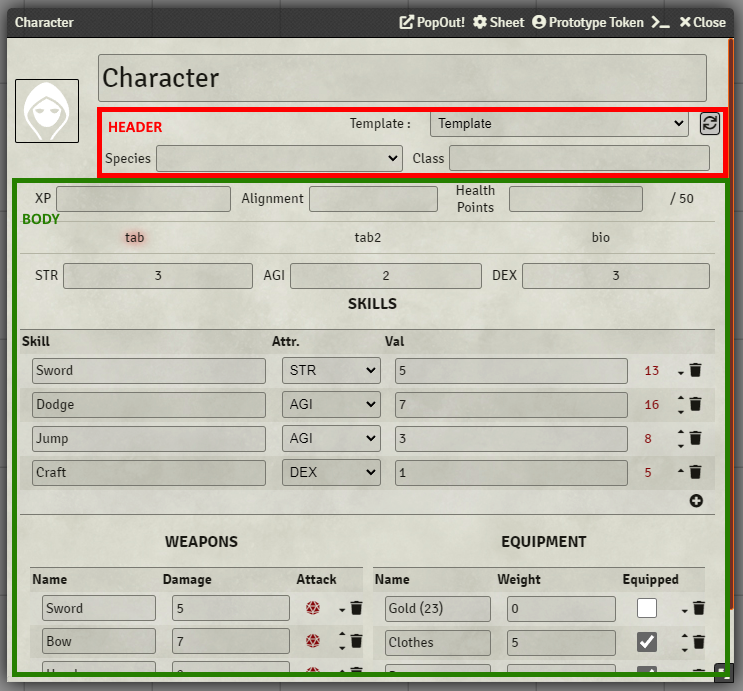 Character PopOut! Sheet Prototype Token Close
Character
HEADER Template : Template
Species Class
XP Alignment Health Points / 50
BODY
tab tab2 bio
STR 3 AGI 2 DEX 3
SKILLS
Skill Attr. Val
Sword STR 5 13
Dodge AGI 7 16
Jump AGI 3 8
Craft DEX 1 5
WEAPONS EQUIPMENT
Name Damage Attack Name Weight Equipped
Sword 5 Gold (23) 0
Bow 7 Clothes 5